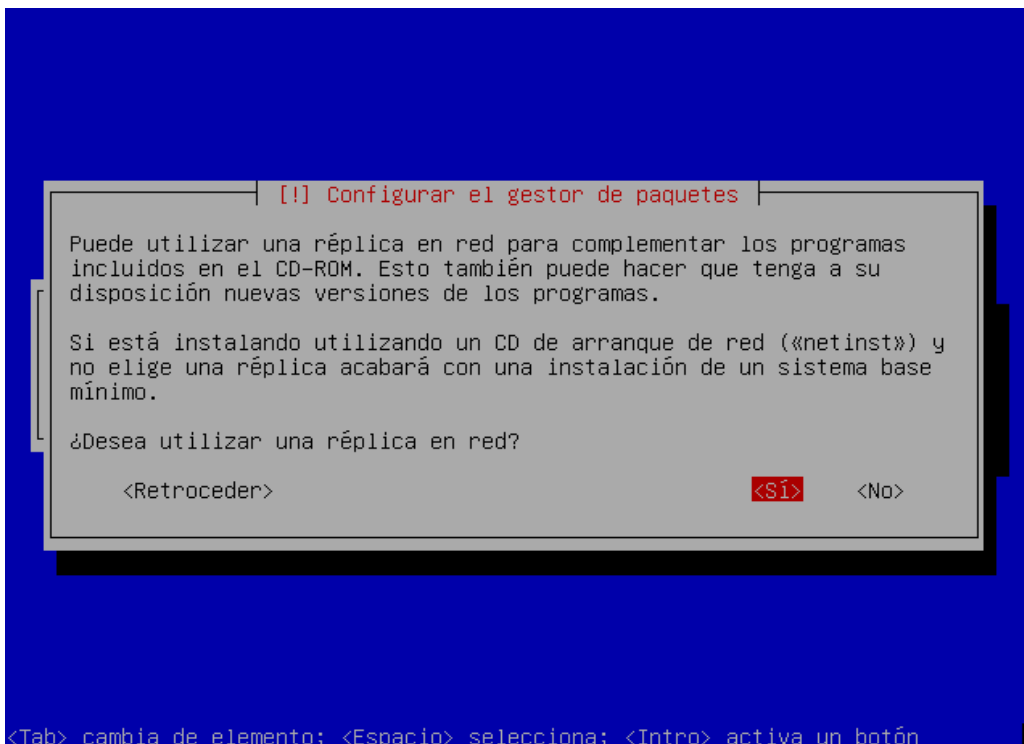 [!] Configurar el gestor de paquetes
Puede utilizar una réplica en red para complementar los programas
incluidos en el CD-ROM. Esto también puede hacer que tenga a su
disposición nuevas versiones de los programas.
Si está instalando utilizando un CD de arranque de red («netinst») y
no elige una réplica acabará con una instalación de un sistema base
mínimo.
¿Desea utilizar una réplica en red?
<Retroceder> <Sí> <No>
<Tab> cambia de elemento; <Espacio> selecciona; <Intro> activa un botón